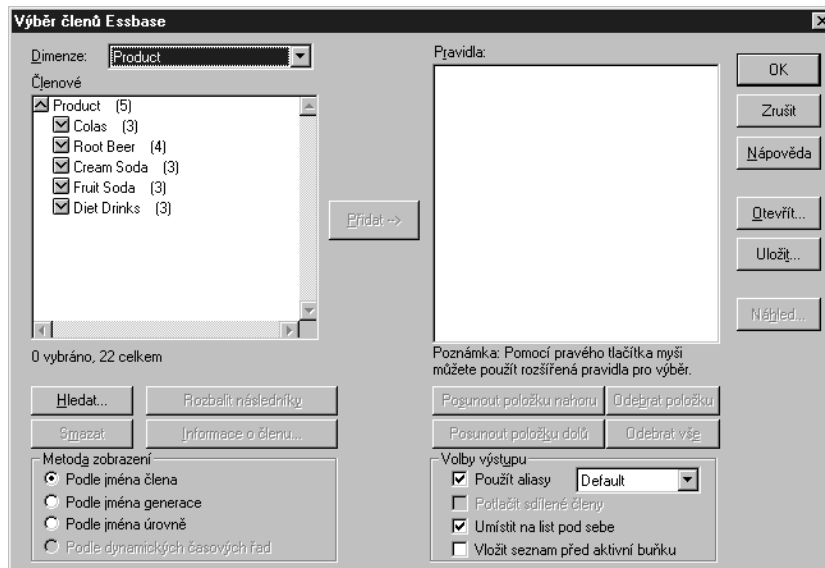 Výběr členů Essbase
Dimenze: Product
Členové
Product (5)
Colas (3)
Root Beer (4)
Cream Soda (3)
Fruit Soda (3)
Diet Drinks (3)
0 vybráno, 22 celkem
Přidat -->
Pravidla:
Poznámka: Pomocí pravého tlačítka myši
můžete použít rozšířená pravidla pro výběr.
OK
Zrušit
Nápověda
Otevřít...
Uložit...
Náhled...
Hledat... Rozbalit následníky
Smazat Informace o členu...
Posunout položku nahoru Odebrat položku
Posunout položku dolů Odebrat vše
Metoda zobrazení
Podle jména člena
Podle jména generace
Podle jména úrovně
Podle dynamických časových řad
Volby výstupu
Použít aliasy Default
Potlačit sdílené členy
Umístit na list pod sebe
Vložit seznam před aktivní buňku